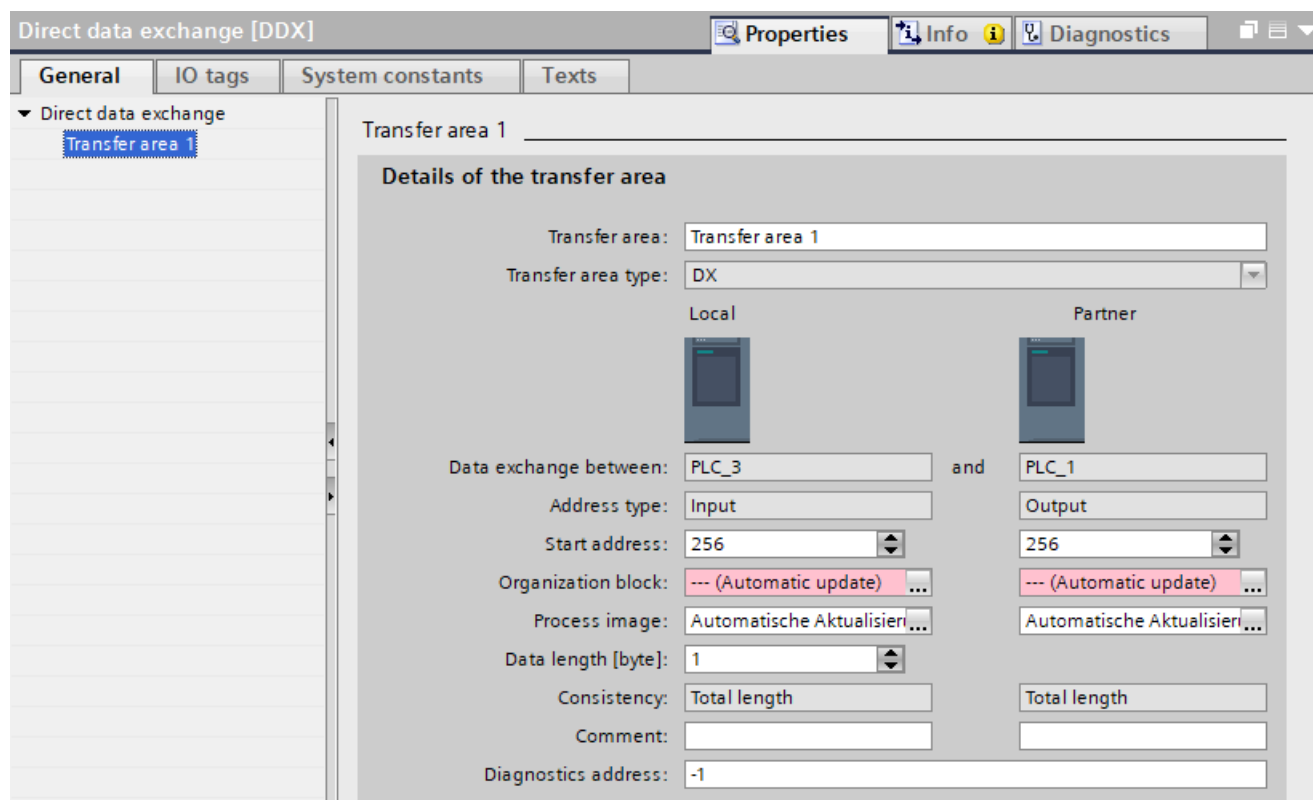 Direct data exchange [DDX]
Properties
Info
Diagnostics
General
IO tags
System constants
Texts
Direct data exchange
Transfer area 1
Transfer area 1
Details of the transfer area
Transfer area: Transfer area 1
Transfer area type: DX
Local Partner
Data exchange between: PLC_3 and PLC_1
Address type: Input Output
Start address: 256 256
Organization block: --- (Automatic update) ... --- (Automatic update) ...
Process image: Automatische Aktualisier... Automatische Aktualisier...
Data length [byte]: 1
Consistency: Total length Total length
Comment:
Diagnostics address: -1